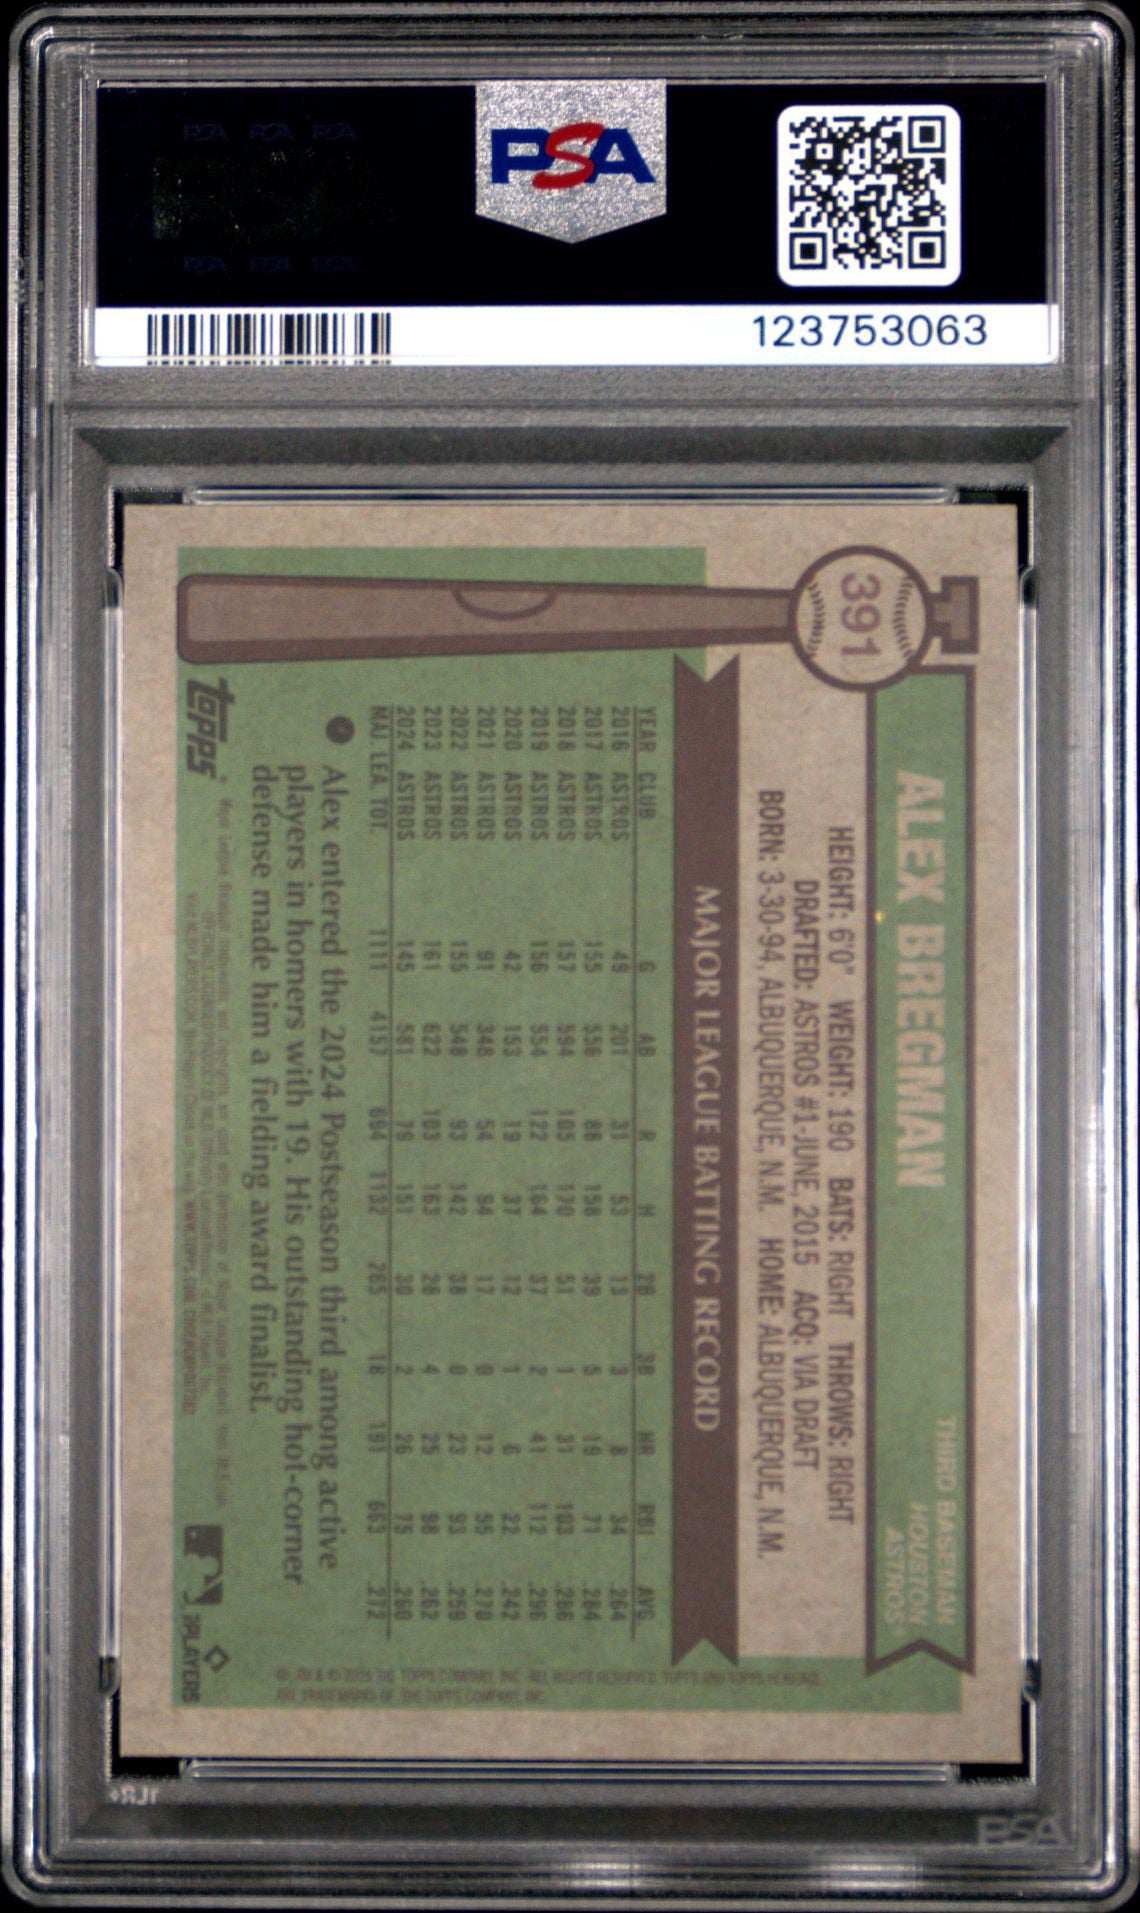 PSA
123753063
391
ALEX BREGMAN
THIRD BASEMAN
HOUSTON
ASTROS
HEIGHT: 6'0" WEIGHT: 190 BATS: RIGHT THROWS: RIGHT
DRAFTED: ASTROS #1-JUNE, 2015 ACQ: VIA DRAFT
BORN: 3-30-94, ALBUQUERQUE, N.M. HOME: ALBUQUERQUE, N.M.
MAJOR LEAGUE BATTING RECORD
YEAR CLUB G AB R H 2B 3B HR RBI AVG.
2016 ASTROS 49 201 31 53 13 3 8 34 .264
2017 ASTROS 155 556 88 158 39 5 19 71 .284
2018 ASTROS 157 594 105 170 51 1 31 103 .286
2019 ASTROS 156 554 122 164 37 2 41 112 .296
2020 ASTROS 42 153 19 37 12 1 6 22 .242
2021 ASTROS 91 348 54 94 17 0 12 55 .270
2022 ASTROS 155 548 93 142 38 0 23 93 .259
2023 ASTROS 161 622 103 163 28 4 25 98 .262
2024 ASTROS 145 581 79 151 30 2 26 75 .260
MAJ. LEA. TOT. 1111 4157 694 1132 265 18 191 663 .272
Alex entered the 2024 Postseason third among active
players in homers with 19. His outstanding hot-corner
defense made him a fielding award finalist.
topps
PLAYERS
PSA